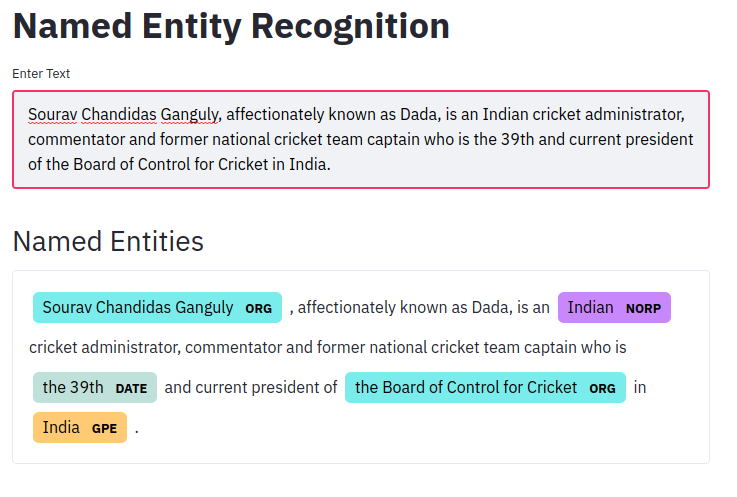 Named Entity Recognition
Enter Text
Sourav Chandidas Ganguly, affectionately known as Dada, is an Indian cricket administrator,
commentator and former national cricket team captain who is the 39th and current president
of the Board of Control for Cricket in India.
Named Entities
Sourav Chandidas Ganguly ORG , affectionately known as Dada, is an Indian NORP
cricket administrator, commentator and former national cricket team captain who is
the 39th DATE and current president of the Board of Control for Cricket ORG in
India GPE .